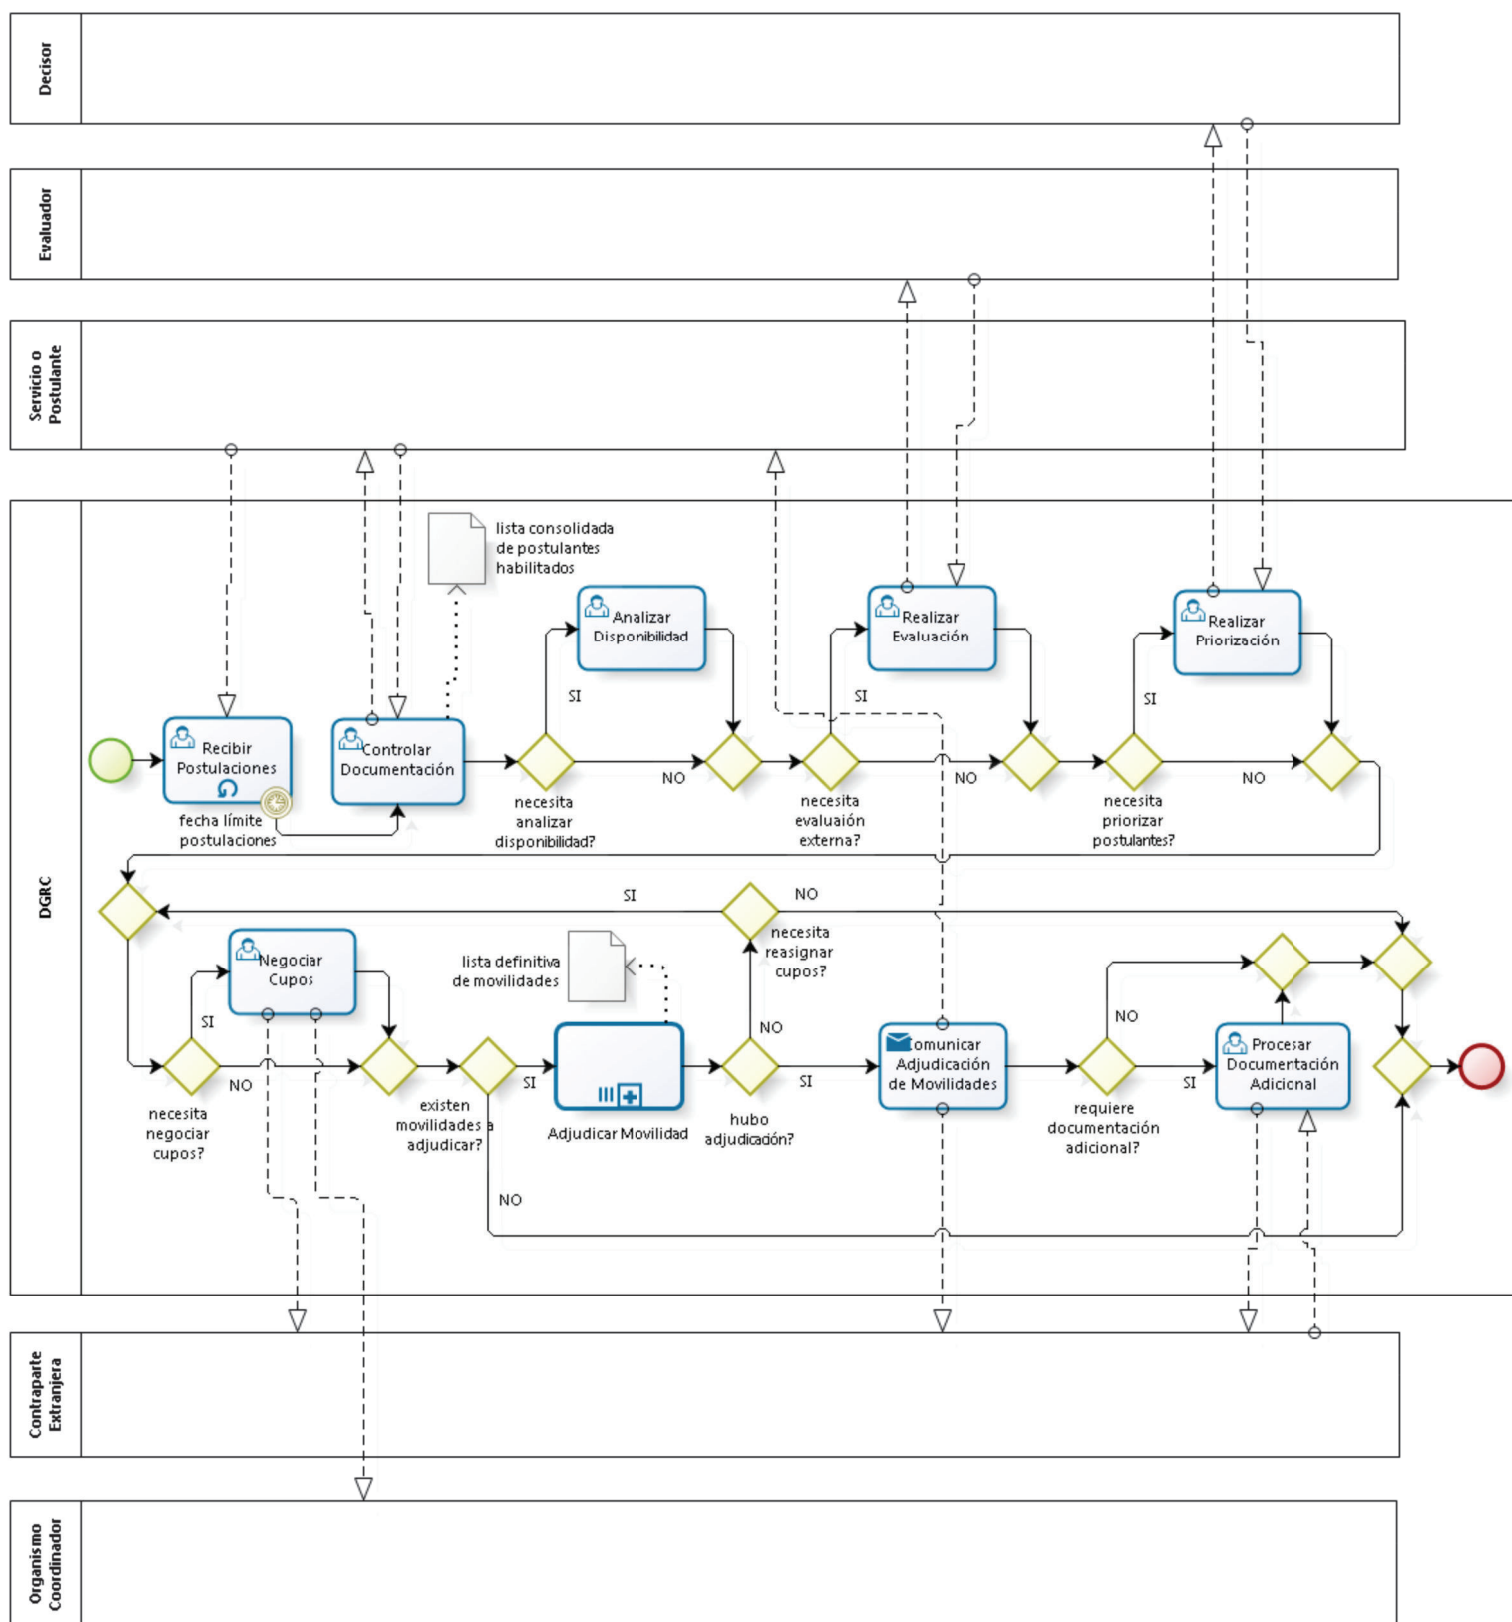 Decisor
Evaluador
Servicio o
Postulante
DGRC
lista consolidada
de postulantes
habilitados
Analizar
Disponibilidad
Realizar
Evaluación
Realizar
Priorización
SI
SI
SI
Recibir
Postulaciones
Controlar
Documentación
NO
NO
NO
fecha límite
postulaciones
necesita
analizar
disponibilidad?
necesita
evaluaión
externa?
necesita
priorizar
postulantes?
SI
NO
necesita
reasignar
cupos?
Negociar
Cupos
lista definitiva
de movilidades
SI
NO
NO
Comunicar
Adjudicación
de Movilidades
Procesar
Documentación
Adicicnal
NO
SI
SI
SI
necesita
negociar
cupos?
existen
movilidades a
adjudicar?
Adjudicar Movilidad
hubo
adjudicación?
requiere
documentación
adicional?
NO
Contraparte
Extranjera
Organismo
Coordinador